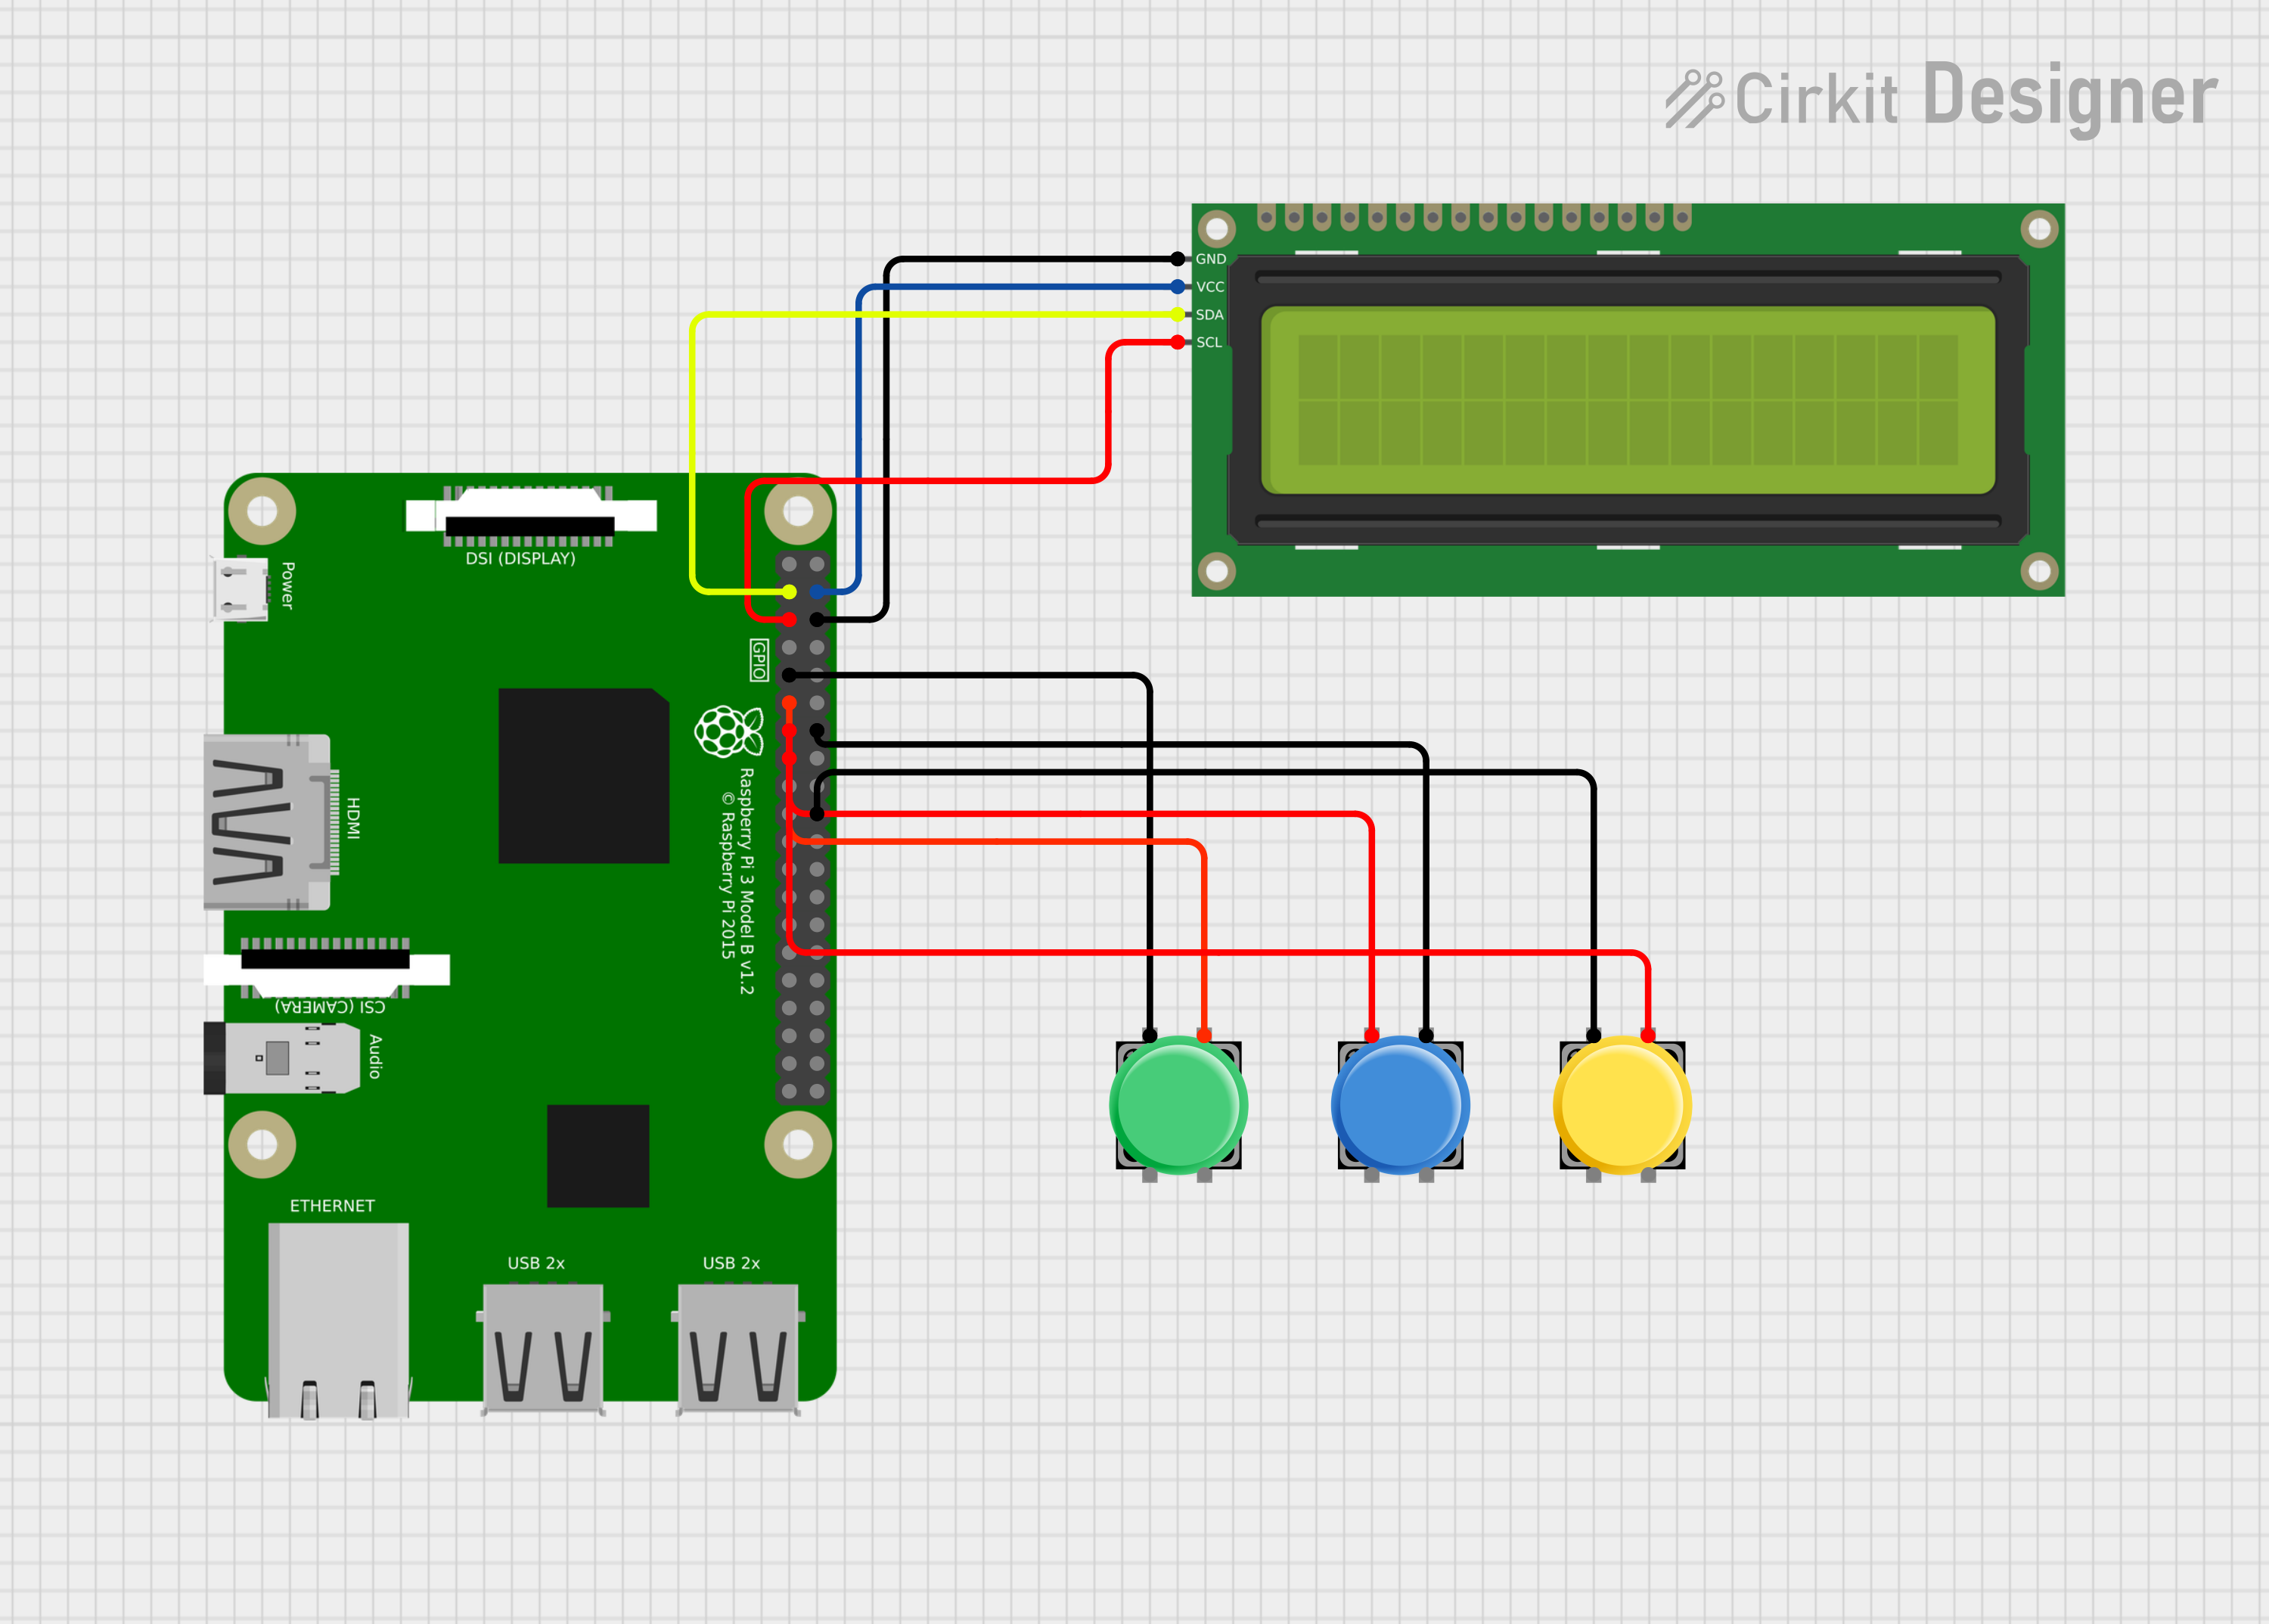 Cirkit Designer
GND
VCC
SDA
SCL
DSI (DISPLAY)
Power
GPIO
HDMI
Raspberry Pi 3 Model B v1.2
© Raspberry Pi 2015
CSI (CAMERA)
Audio
ETHERNET
USB 2x
USB 2x